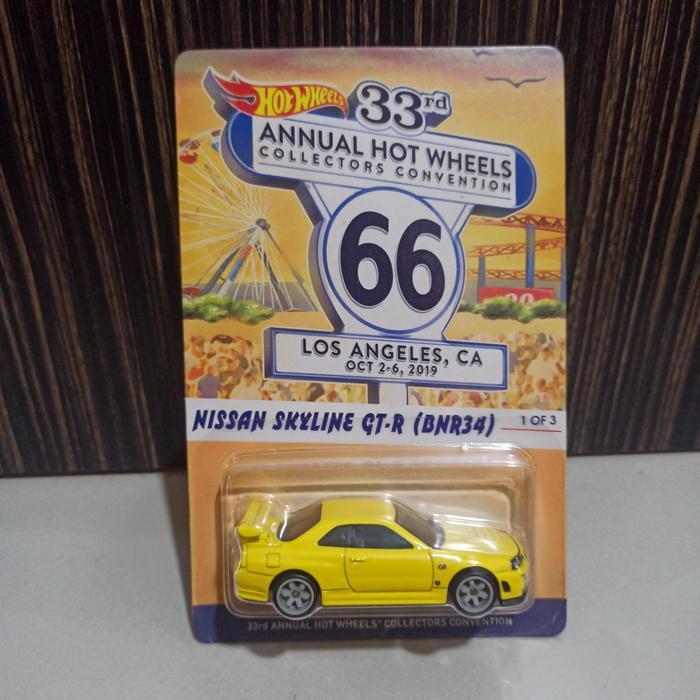 HOT WHEELS
33rd
ANNUAL HOT WHEELS
COLLECTORS CONVENTION
66
LOS ANGELES, CA
OCT 2-6, 2019
NISSAN SKYLINE GT-R (BNR34) 1 OF 3
33rd ANNUAL HOT WHEELS® COLLECTORS CONVENTION